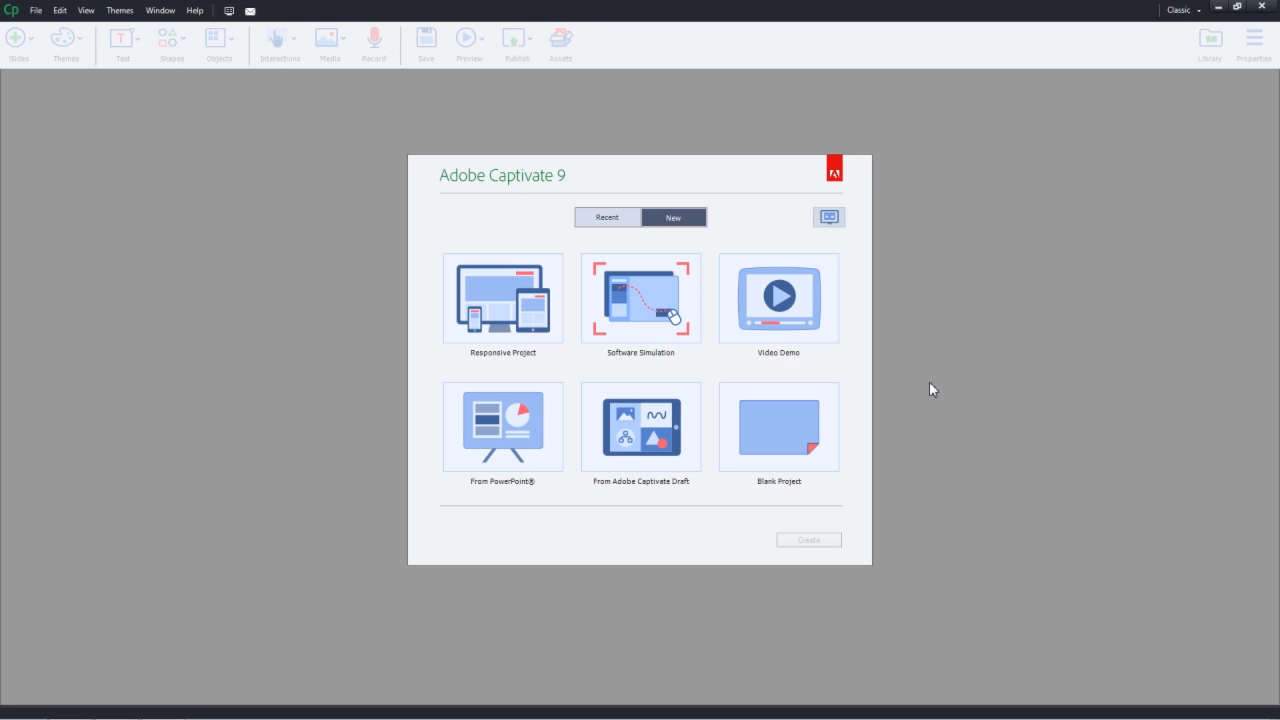 Cp File Edit View Themes Window Help Classic
Slides Themes Text Shapes Objects Interactions Media Record Save Preview Publish Assets Library Properties
Adobe Captivate 9
Recent New
Responsive Project Software Simulation Video Demo
From PowerPoint® From Adobe Captivate Draft Blank Project
Create